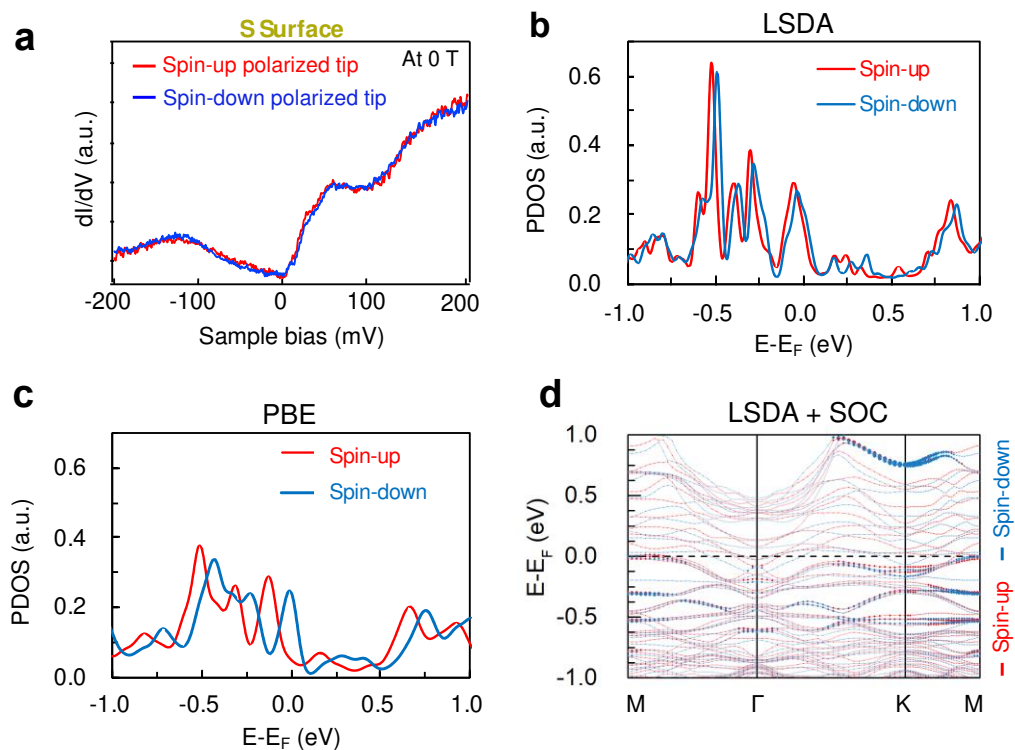 a
S Surface
At 0 T
Spin-up polarized tip
Spin-down polarized tip
dI/dV (a.u.)
-200
-100
0
100
200
Sample bias (mV)
b
LSDA
Spin-up
Spin-down
PDOS (a.u.)
0.6
0.4
0.2
0.0
-1.0
-0.5
0.0
0.5
1.0
E-EF (eV)
c
PBE
Spin-up
Spin-down
PDOS (a.u.)
0.6
0.4
0.2
0.0
-1.0
-0.5
0.0
0.5
1.0
E-EF (eV)
d
LSDA + SOC
E-EF (eV)
1.0
0.5
0.0
-0.5
-1.0
M
Γ
K
M
Spin-down
Spin-up